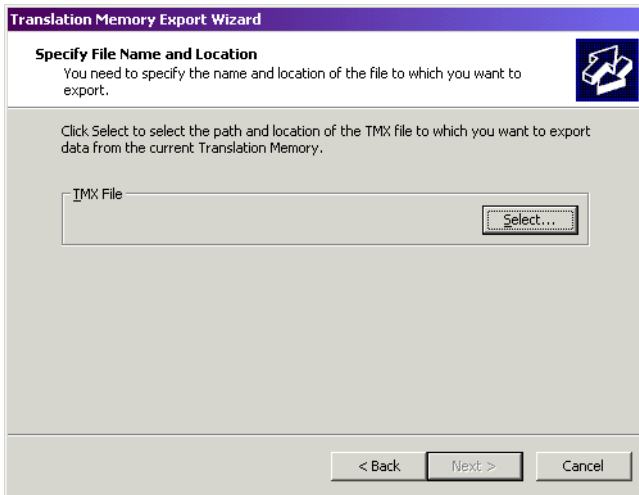 Translation Memory Export Wizard
Specify File Name and Location
You need to specify the name and location of the file to which you want to
export.
Click Select to select the path and location of the TMX file to which you want to export
data from the current Translation Memory.
TMX File
Select...
< Back
Next >
Cancel